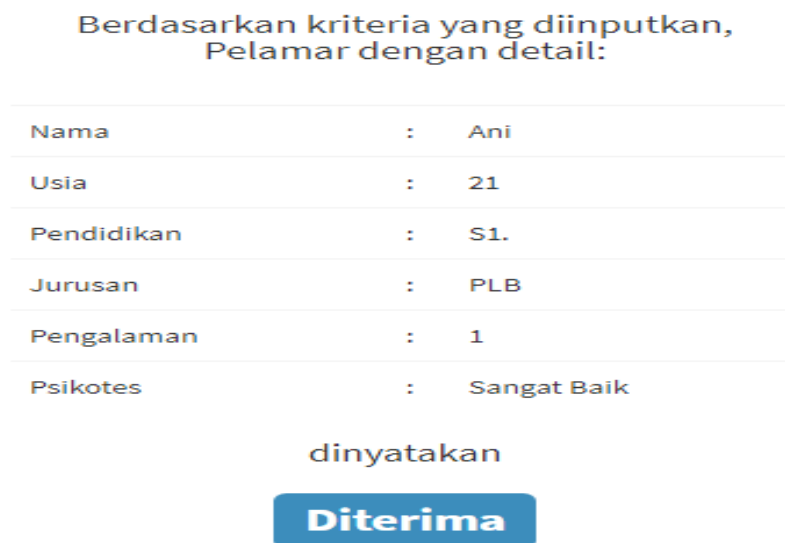 Berdasarkan kriteria yang diinputkan,
Pelamar dengan detail:
Nama : Ani
Usia : 21
Pendidikan : S1.
Jurusan : PLB
Pengalaman : 1
Psikotes : Sangat Baik
dinyatakan
Diterima